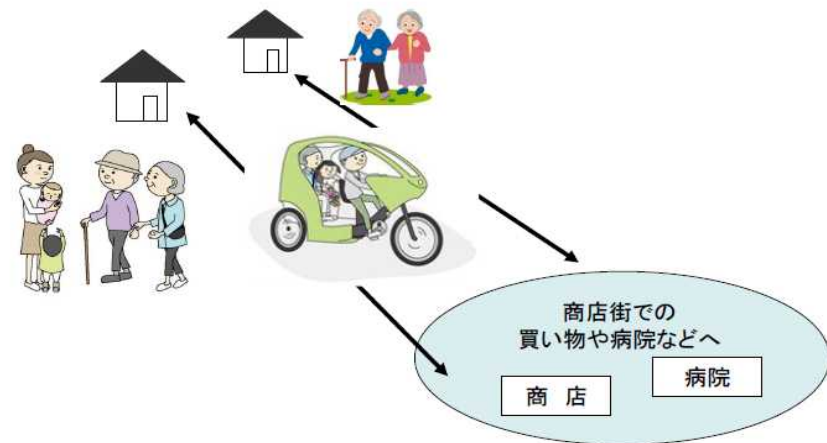 商店街での
買い物や病院などへ
病院
商　店